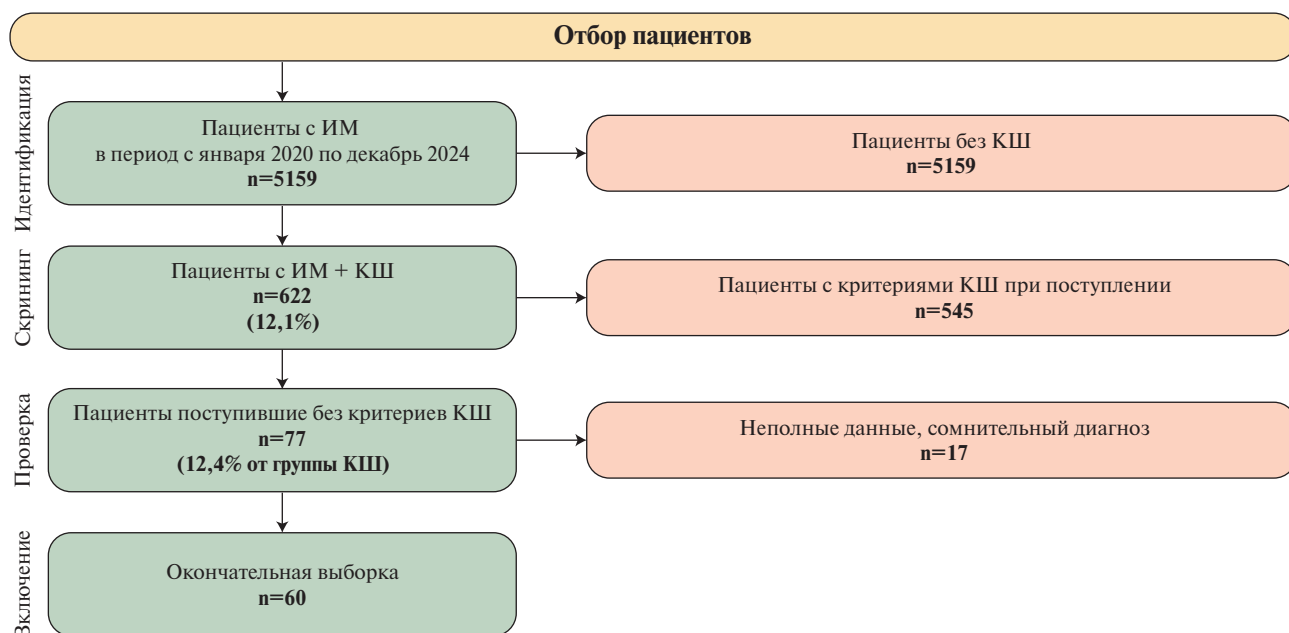 Отбор пациентов
Идентификация
Пациенты с ИМ
в период с января 2020 по декабрь 2024
n=5159
Пациенты без КШ
n=5159
Скрининг
Пациенты с ИМ + КШ
n=622
(12,1%)
Пациенты с критериями КШ при поступлении
n=545
Проверка
Пациенты поступившие без критериев КШ
n=77
(12,4% от группы КШ)
Неполные данные, сомнительный диагноз
n=17
Включение
Окончательная выборка
n=60